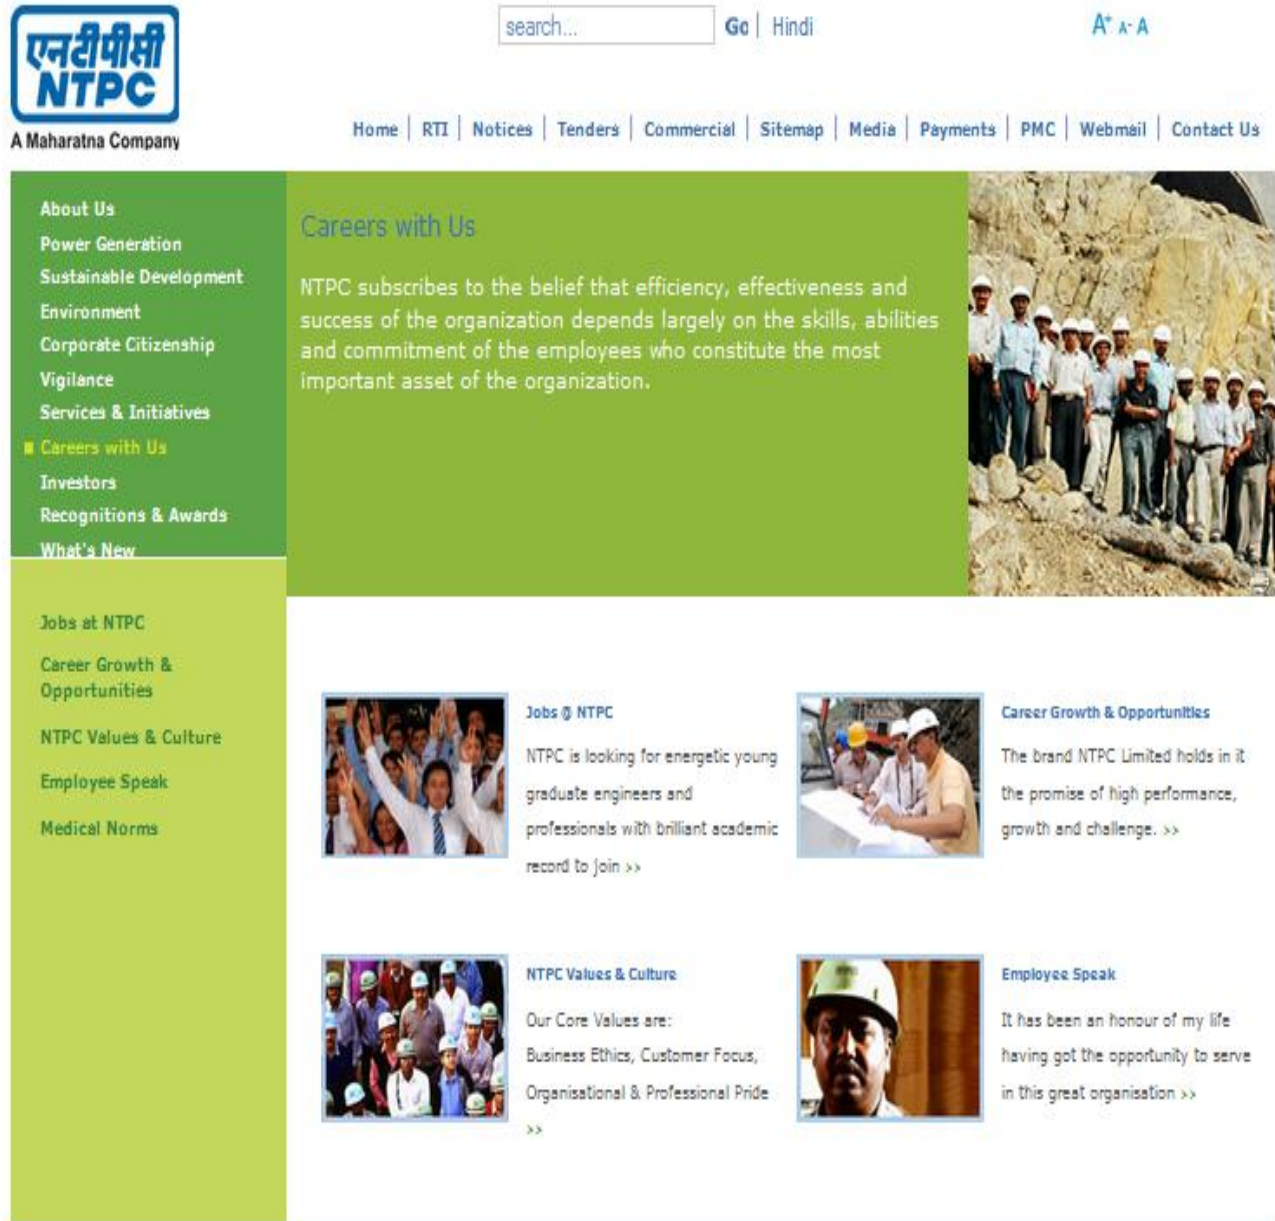 एनटीपीसी
NTPC
A Maharatna Company
search...
Go | Hindi
A+ A- A
Home | RTI | Notices | Tenders | Commercial | Sitemap | Media | Payments | PMC | Webmail | Contact Us
About Us
Power Generation
Sustainable Development
Environment
Corporate Citizenship
Vigilance
Services & Initiatives
Careers with Us
Investors
Recognitions & Awards
What's New
Jobs at NTPC
Career Growth &
Opportunities
NTPC Values & Culture
Employee Speak
Medical Norms
Careers with Us
NTPC subscribes to the belief that efficiency, effectiveness and
success of the organization depends largely on the skills, abilities
and commitment of the employees who constitute the most
important asset of the organization.
Jobs @ NTPC
NTPC is looking for energetic young
graduate engineers and
professionals with brilliant academic
record to join >>
Career Growth & Opportunities
The brand NTPC Limited holds in it
the promise of high performance,
growth and challenge. >>
NTPC Values & Culture
Our Core Values are:
Business Ethics, Customer Focus,
Organisational & Professional Pride
>>
Employee Speak
It has been an honour of my life
having got the opportunity to serve
in this great organisation >>